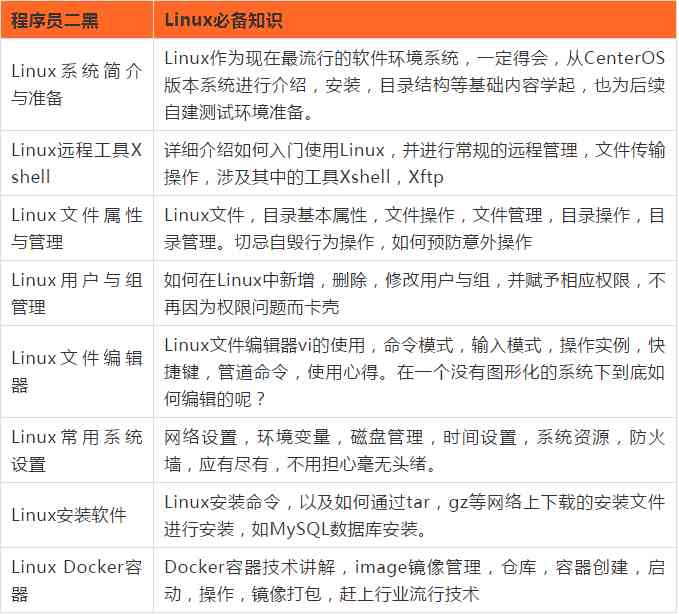 程序员二黑
Linux必备知识
Linux系统简介
与准备
Linux作为现在最流行的软件环境系统，一定得会，从CenterOS
版本系统进行介绍，安装，目录结构等基础内容学起，也为后续
自建测试环境准备。
Linux远程工具X
shell
详细介绍如何入门使用Linux，并进行常规的远程管理，文件传输
操作，涉及其中的工具Xshell，Xftp
Linux文件属性
与管理
Linux文件，目录基本属性，文件操作，文件管理，目录操作，目
录管理。切忌自毁行为操作，如何预防意外操作
Linux用户与组
管理
如何在Linux中新增，删除，修改用户与组，并赋予相应权限，不
再因为权限问题而卡壳
Linux文件编辑
器
Linux文件编辑器vi的使用，命令模式，输入模式，操作实例，快
捷键，管道命令，使用心得。在一个没有图形化的系统下到底如
何编辑的呢？
Linux常用系统
设置
网络设置，环境变量，磁盘管理，时间设置，系统资源，防火
墙，应有尽有，不用担心毫无头绪。
Linux安装软件
Linux安装命令，以及如何通过tar，gz等网络上下载的安装文件
进行安装，如MySQL数据库安装。
Linux Docker容
器
Docker容器技术讲解，image镜像管理，仓库，容器创建，启
动，操作，镜像打包，赶上行业流行技术